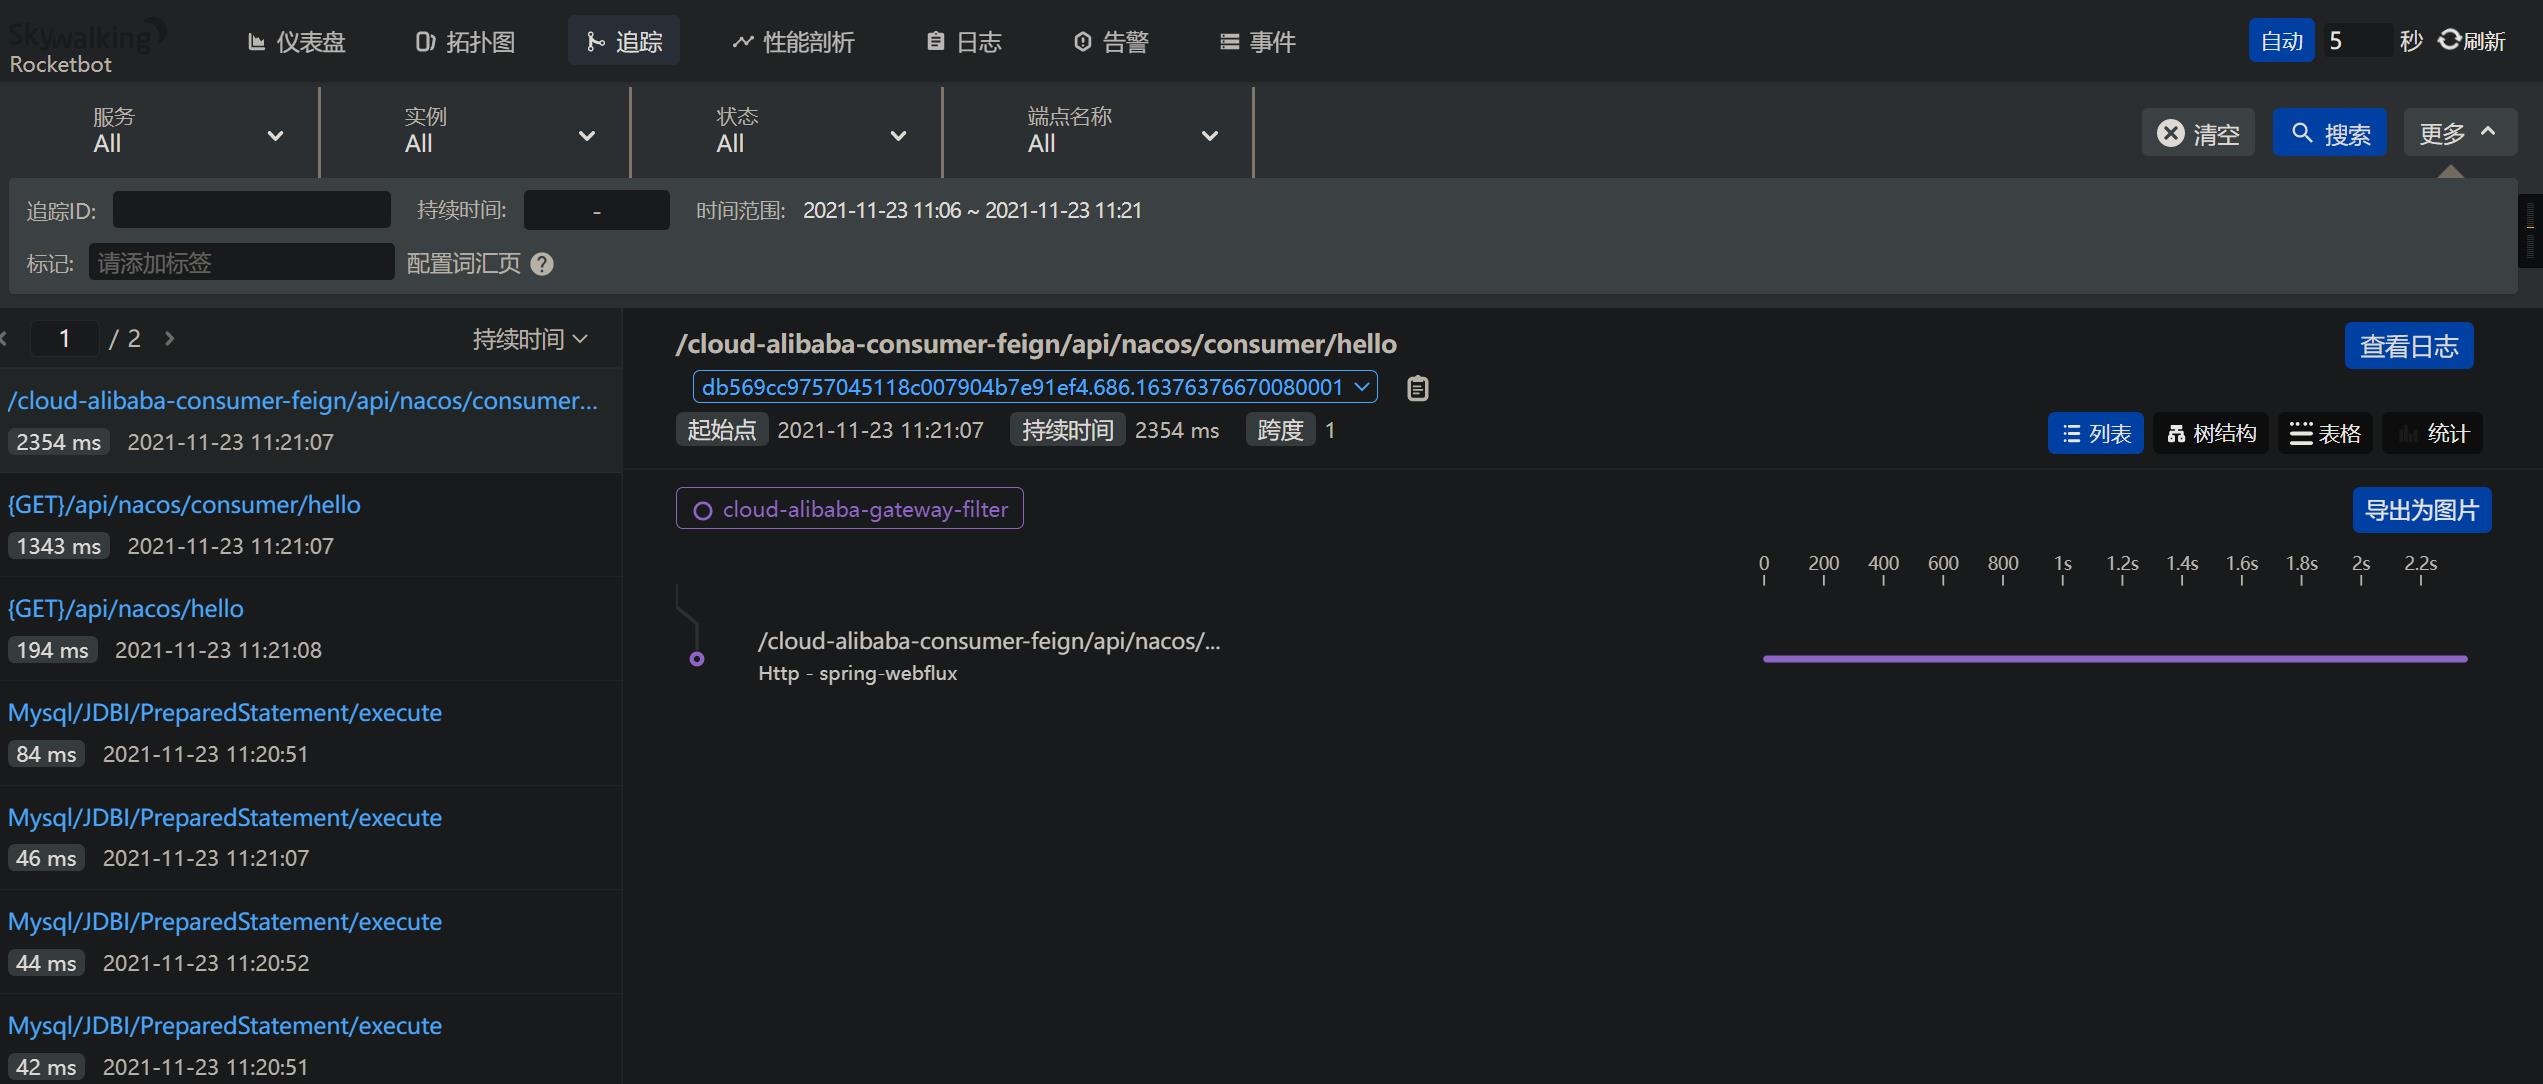 Skywalking
Rocketbot
仪表盘
拓扑图
追踪
性能剖析
日志
告警
事件
自动
5
秒
刷新
服务
All
实例
All
状态
All
端点名称
All
清空
搜索
更多
追踪ID:
持续时间:
-
时间范围:
2021-11-23 11:06 ~ 2021-11-23 11:21
标记:
请添加标签
配置词汇页
1 / 2
持续时间
/cloud-alibaba-consumer-feign/api/nacos/consumer...
2354 ms 2021-11-23 11:21:07
{GET}/api/nacos/consumer/hello
1343 ms 2021-11-23 11:21:07
{GET}/api/nacos/hello
194 ms 2021-11-23 11:21:08
Mysql/JDBI/PreparedStatement/execute
84 ms 2021-11-23 11:20:51
Mysql/JDBI/PreparedStatement/execute
46 ms 2021-11-23 11:21:07
Mysql/JDBI/PreparedStatement/execute
44 ms 2021-11-23 11:20:52
Mysql/JDBI/PreparedStatement/execute
42 ms 2021-11-23 11:20:51
/cloud-alibaba-consumer-feign/api/nacos/consumer/hello
查看日志
db569cc9757045118c007904b7e91ef4.686.16376376670080001
起始点 2021-11-23 11:21:07 持续时间 2354 ms 跨度 1
列表
树结构
表格
统计
cloud-alibaba-gateway-filter
导出为图片
0 200 400 600 800 1s 1.2s 1.4s 1.6s 1.8s 2s 2.2s
/cloud-alibaba-consumer-feign/api/nacos/...
Http - spring-webflux